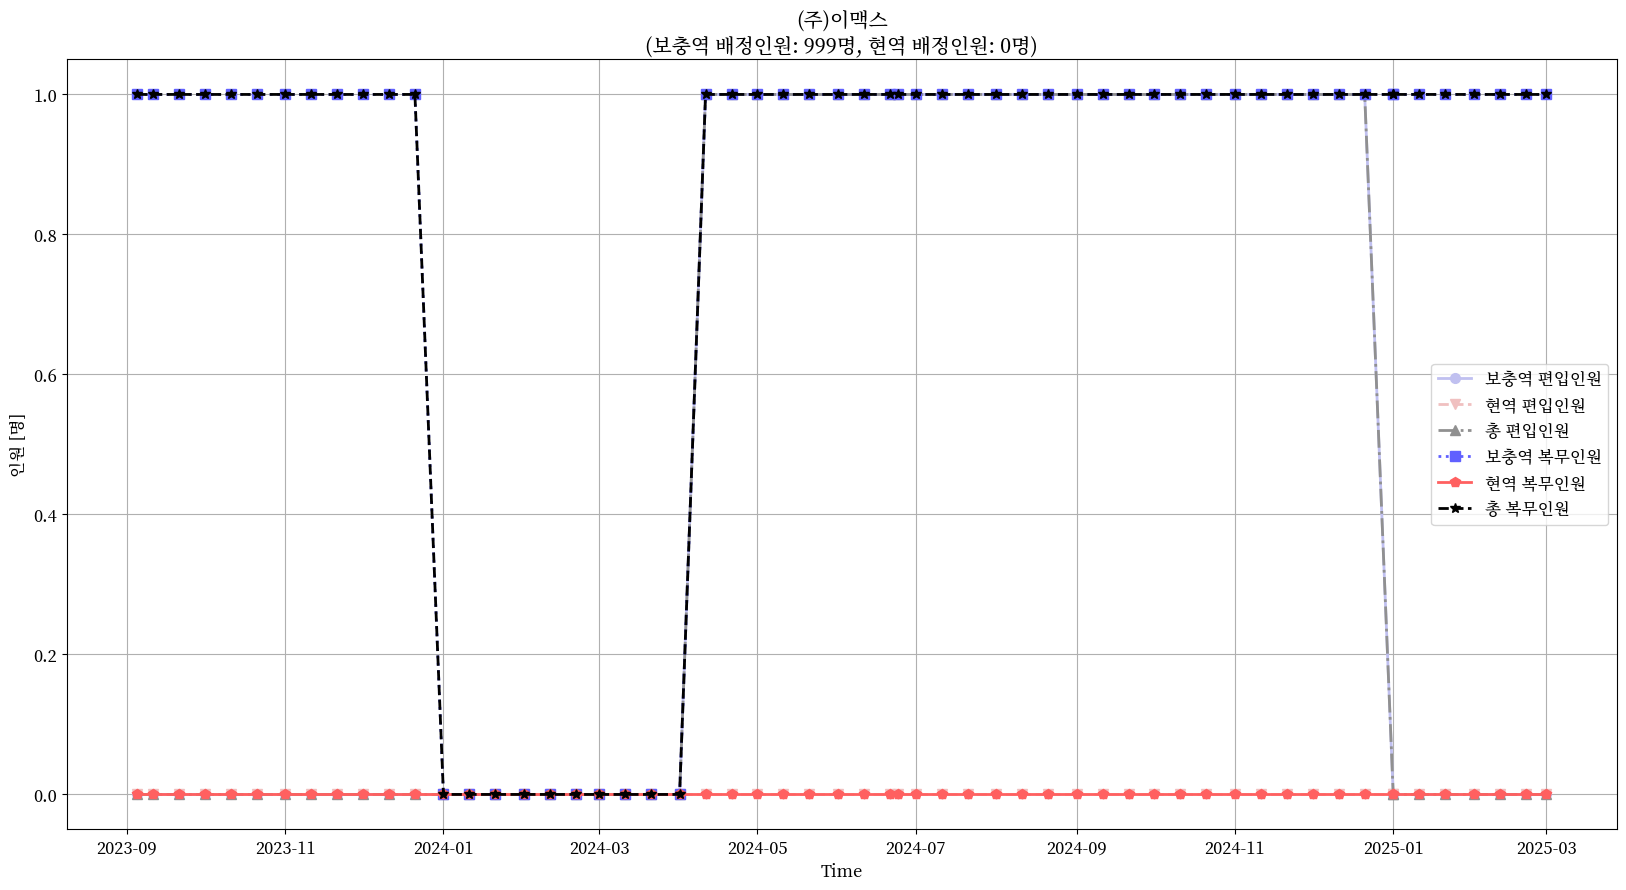 (주)이맥스
(보충역 배정인원: 999명, 현역 배정인원: 0명)
인원 [명]
1.0
0.8
0.6
0.4
0.2
0.0
보충역 편입인원
현역 편입인원
총 편입인원
보충역 복무인원
현역 복무인원
총 복무인원
2023-09
2023-11
2024-01
2024-03
2024-05
2024-07
2024-09
2024-11
2025-01
2025-03
Time